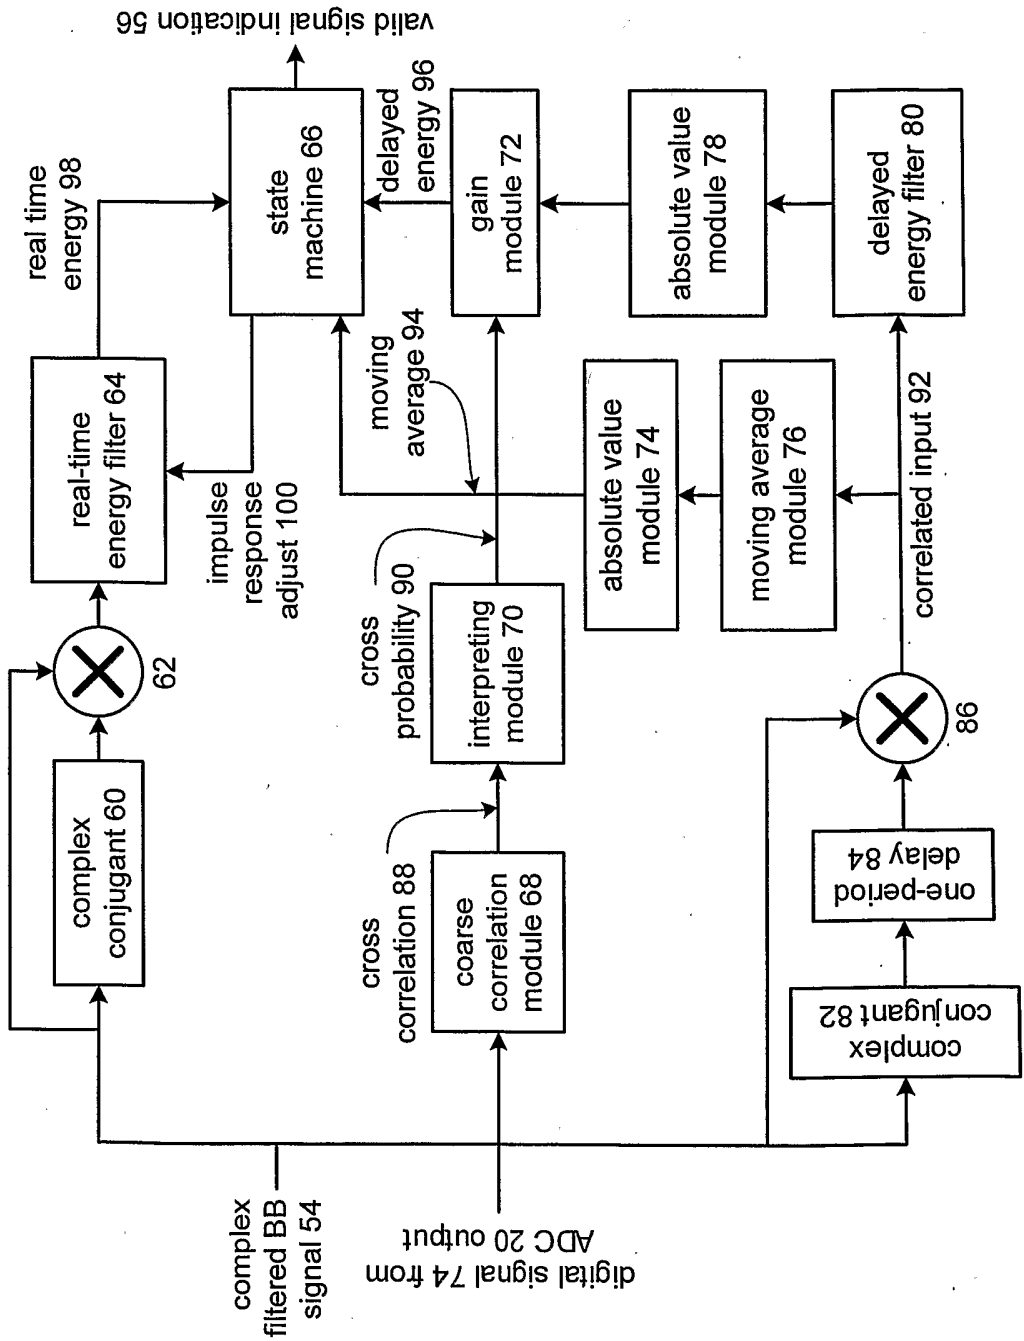 complex
filtered BB
signal 54
digital signal 74 from
ADC 20 output
complex
conjugant 60
62
real-time
energy filter 64
real time
energy 98
impulse
response
adjust 100
state
machine 66
valid signal indication 56
cross
correlation 88
coarse
correlation
module 68
cross
probability 90
interpreting
module 70
moving
average 94
delayed
energy 96
gain
module 72
absolute value
module 74
absolute value
module 78
moving average
module 76
delayed
energy filter 80
complex
conjugant 82
one-period
delay 84
86
correlated input 92